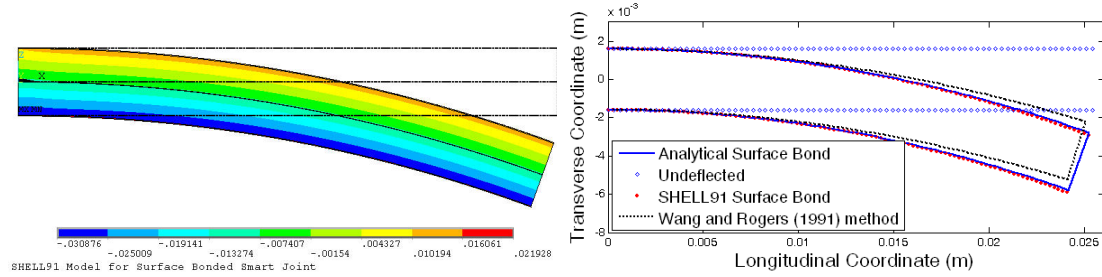 Z
X
-.030876 -.019141 -.007407 .004327 .016061
-.025009 -.013274 -.00154 .010194 .021928
SHELL91 Model for Surface Bonded Smart Joint
× 10⁻³
2
0
-2
-4
-6
-8
Transverse Coordinate (m)
Analytical Surface Bond
Undeflected
SHELL91 Surface Bond
Wang and Rogers (1991) method
0 0.005 0.01 0.015 0.02 0.025
Longitudinal Coordinate (m)